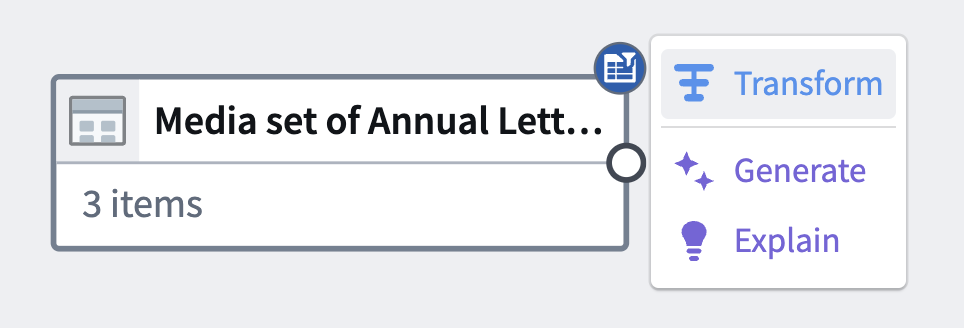 Media set of Annual Lett...
3 items
Transform
Generate
Explain